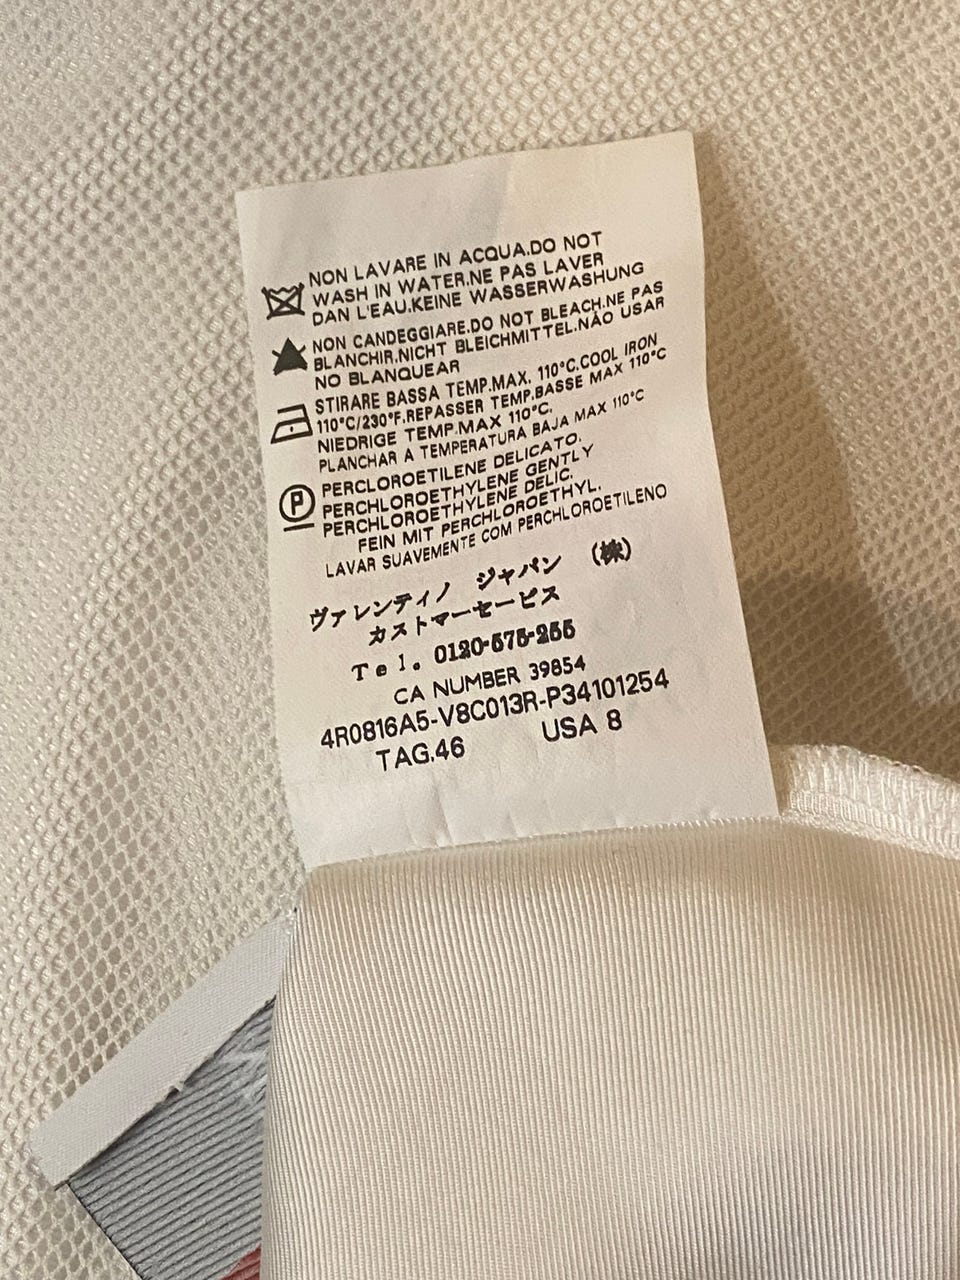 NON LAVARE IN ACQUA.DO NOT
WASH IN WATER.NE PAS LAVER
DAN L'EAU.KEINE WASSERWASHUNG
NON CANDEGGIARE.DO NOT BLEACH.NE PAS
BLANCHIR.NICHT BLEICHMITTEL.NÃO USAR
NO BLANQUEAR
STIRARE BASSA TEMP.MAX. 110°C.COOL IRON
110°C/230°F.REPASSER TEMP.BASSE MAX 110°C
NIEDRIGE TEMP.MAX 110°C.
PLANCHAR A TEMPERATURA BAJA MAX 110°C
P
PERCLOROETILENE DELICATO.
PERCHLOROETHYLENE GENTLY
PERCHLOROETHYLENE DELIC.
FEIN MIT PERCHLOROETHYL.
LAVAR SUAVEMENTE COM PERCHLOROETILENO
ヴァレンティノ ジャパン (株)
カストマーセービス
Tel. 0120-575-255
CA NUMBER 39854
4R0816A5-V8C013R-P34101254
TAG.46 USA 8